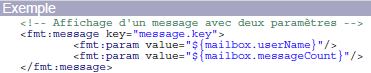 Exemple
<!-- Affichage d'un message avec deux paramètres -->
<fmt:message key="message.key">
<fmt:param value="${mailbox.userName}"/>
<fmt:param value="${mailbox.messageCount}"/>
</fmt:message>